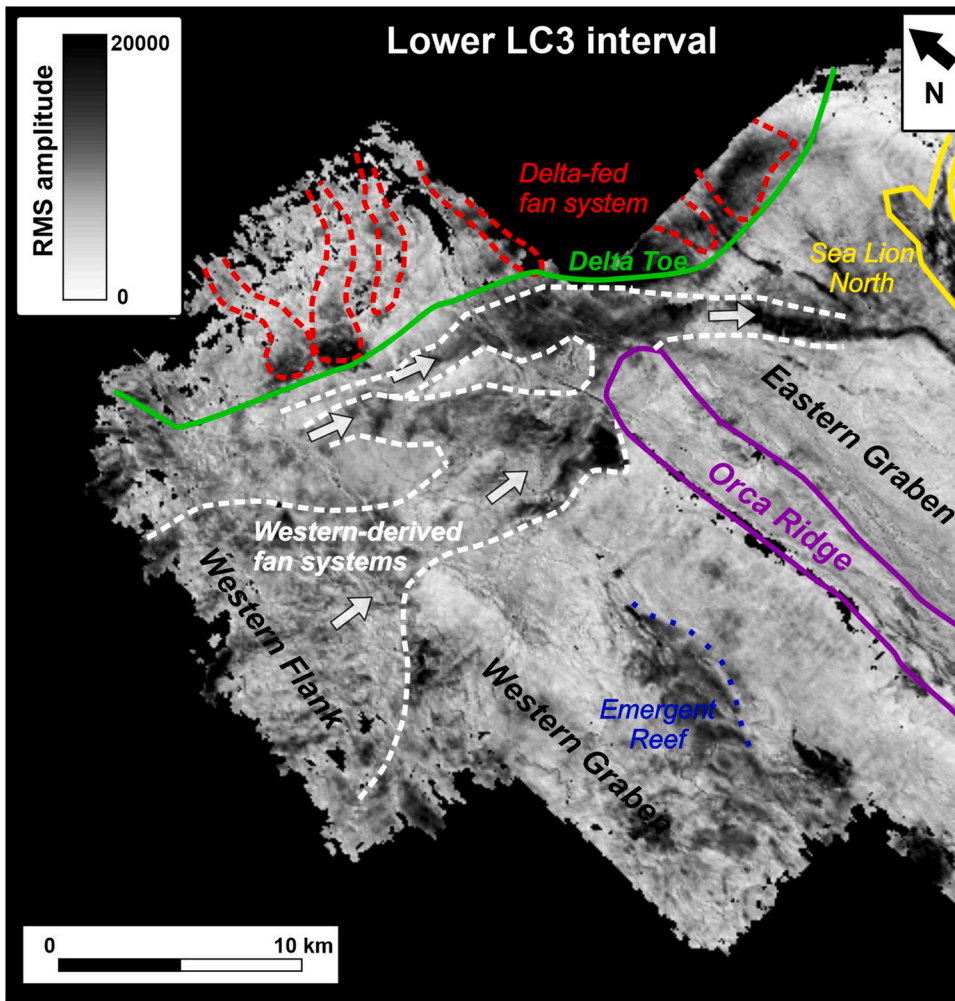 Lower LC3 interval
20000
RMS amplitude
0
N
Delta-fed
fan system
Delta Toe
Sea Lion
North
Eastern Graben
Orca Ridge
Western-derived
fan systems
Western Flank
Western Graben
Emergent
Reef
0
10 km